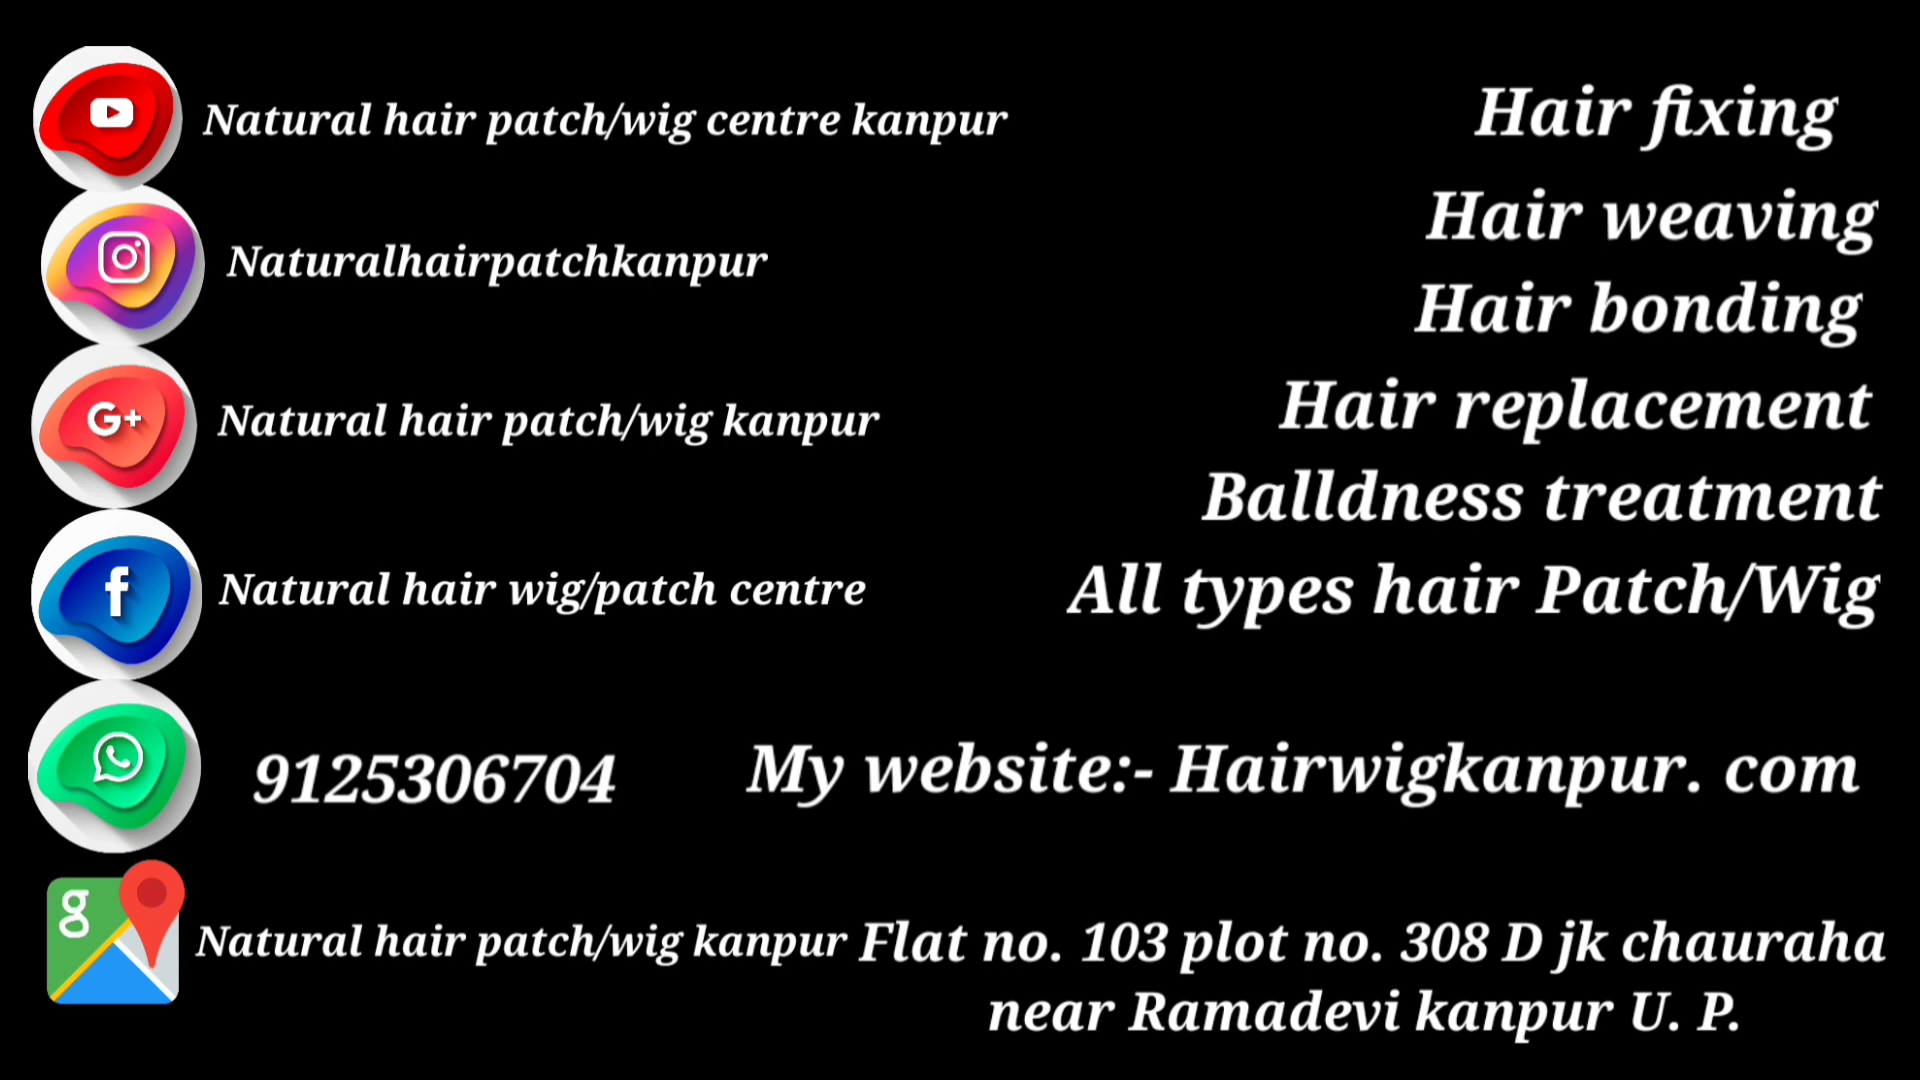 Natural hair patch/wig centre kanpur
Hair fixing
Hair weaving
Naturalhairpatchkanpur
Hair bonding
G+
Natural hair patch/wig kanpur
Hair replacement
Balldness treatment
f
Natural hair wig/patch centre
All types hair Patch/Wig
9125306704
My website:- Hairwigkanpur. com
g
Natural hair patch/wig kanpur
Flat no. 103 plot no. 308 D jk chauraha
near Ramadevi kanpur U. P.